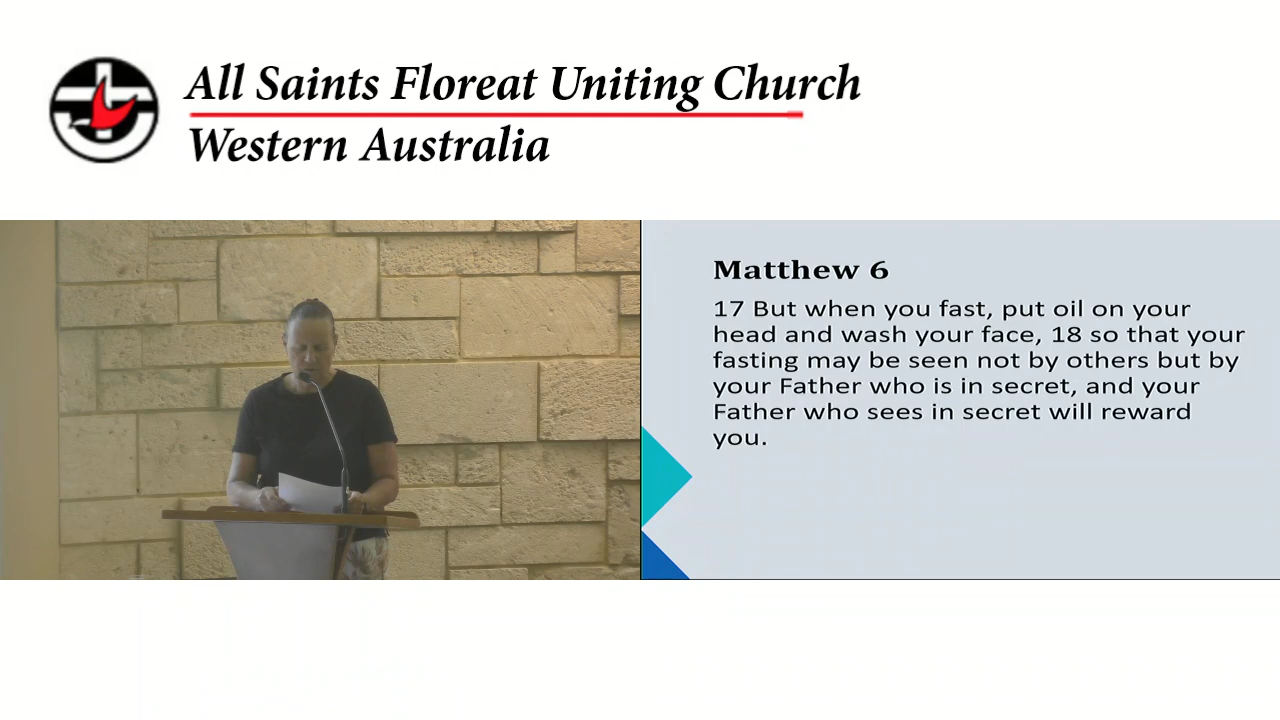 All Saints Floreat Uniting Church
Western Australia
Matthew 6
17 But when you fast, put oil on your
head and wash your face, 18 so that your
fasting may be seen not by others but by
your Father who is in secret, and your
Father who sees in secret will reward
you.